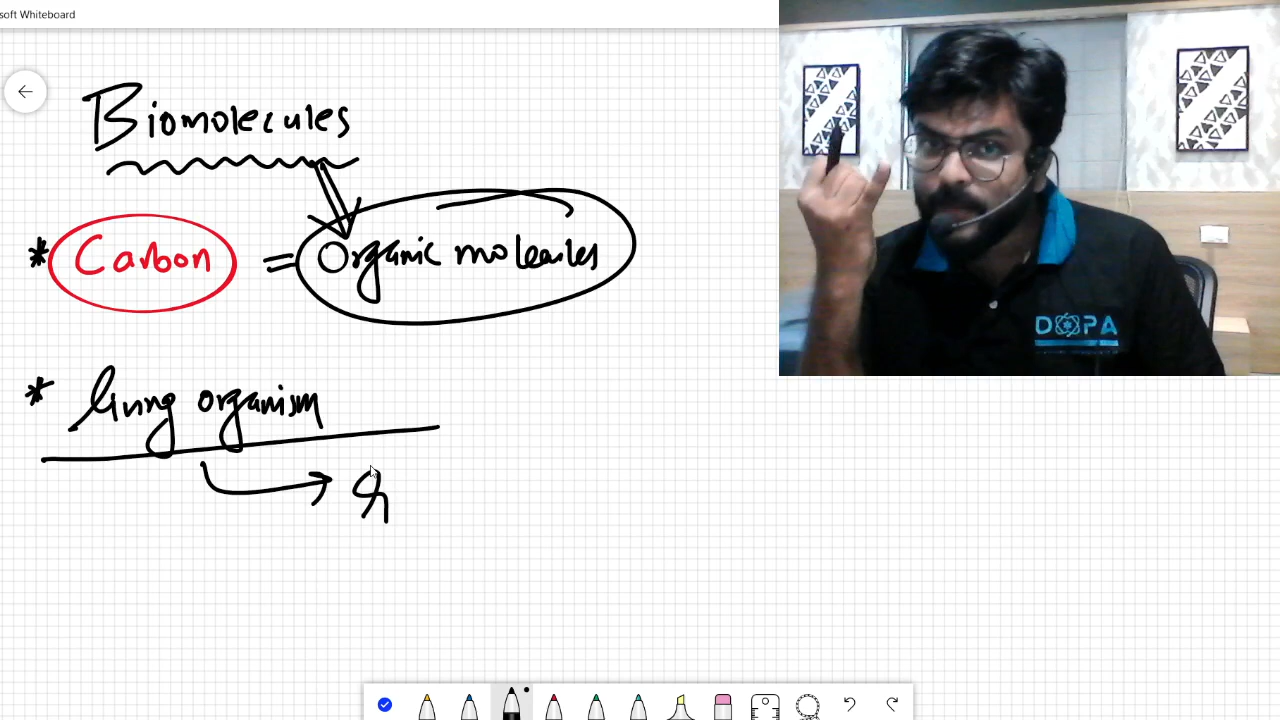 soft Whiteboard
Biomolecules
* Carbon = Organic molecules
* living organism
DOPA